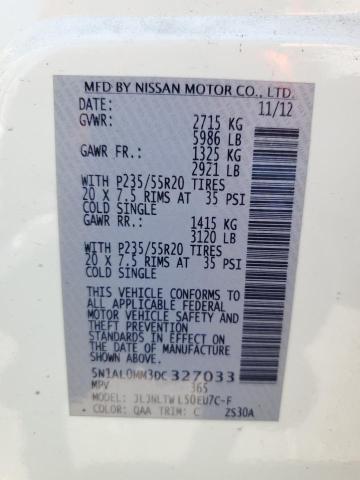 MFD BY NISSAN MOTOR CO., LTD.
DATE: 11/12
GVWR: 2715 KG
5986 LB
GAWR FR.: 1325 KG
2921 LB
WITH P235/55R20 TIRES
20 X 7.5 RIMS AT 35 PSI
COLD SINGLE
GAWR RR.: 1415 KG
3120 LB
WITH P235/55R20 TIRES
20 X 7.5 RIMS AT 35 PSI
COLD SINGLE
THIS VEHICLE CONFORMS TO
ALL APPLICABLE FEDERAL
MOTOR VEHICLE SAFETY AND
THEFT PREVENTION
STANDARDS IN EFFECT ON
THE DATE OF MANUFACTURE
SHOWN ABOVE.
5N1AL0MM3DC327033
MPV 365
MODEL: JLJNLTWL50EU7C-F
COLOR: QAA TRIM: C ZS30A